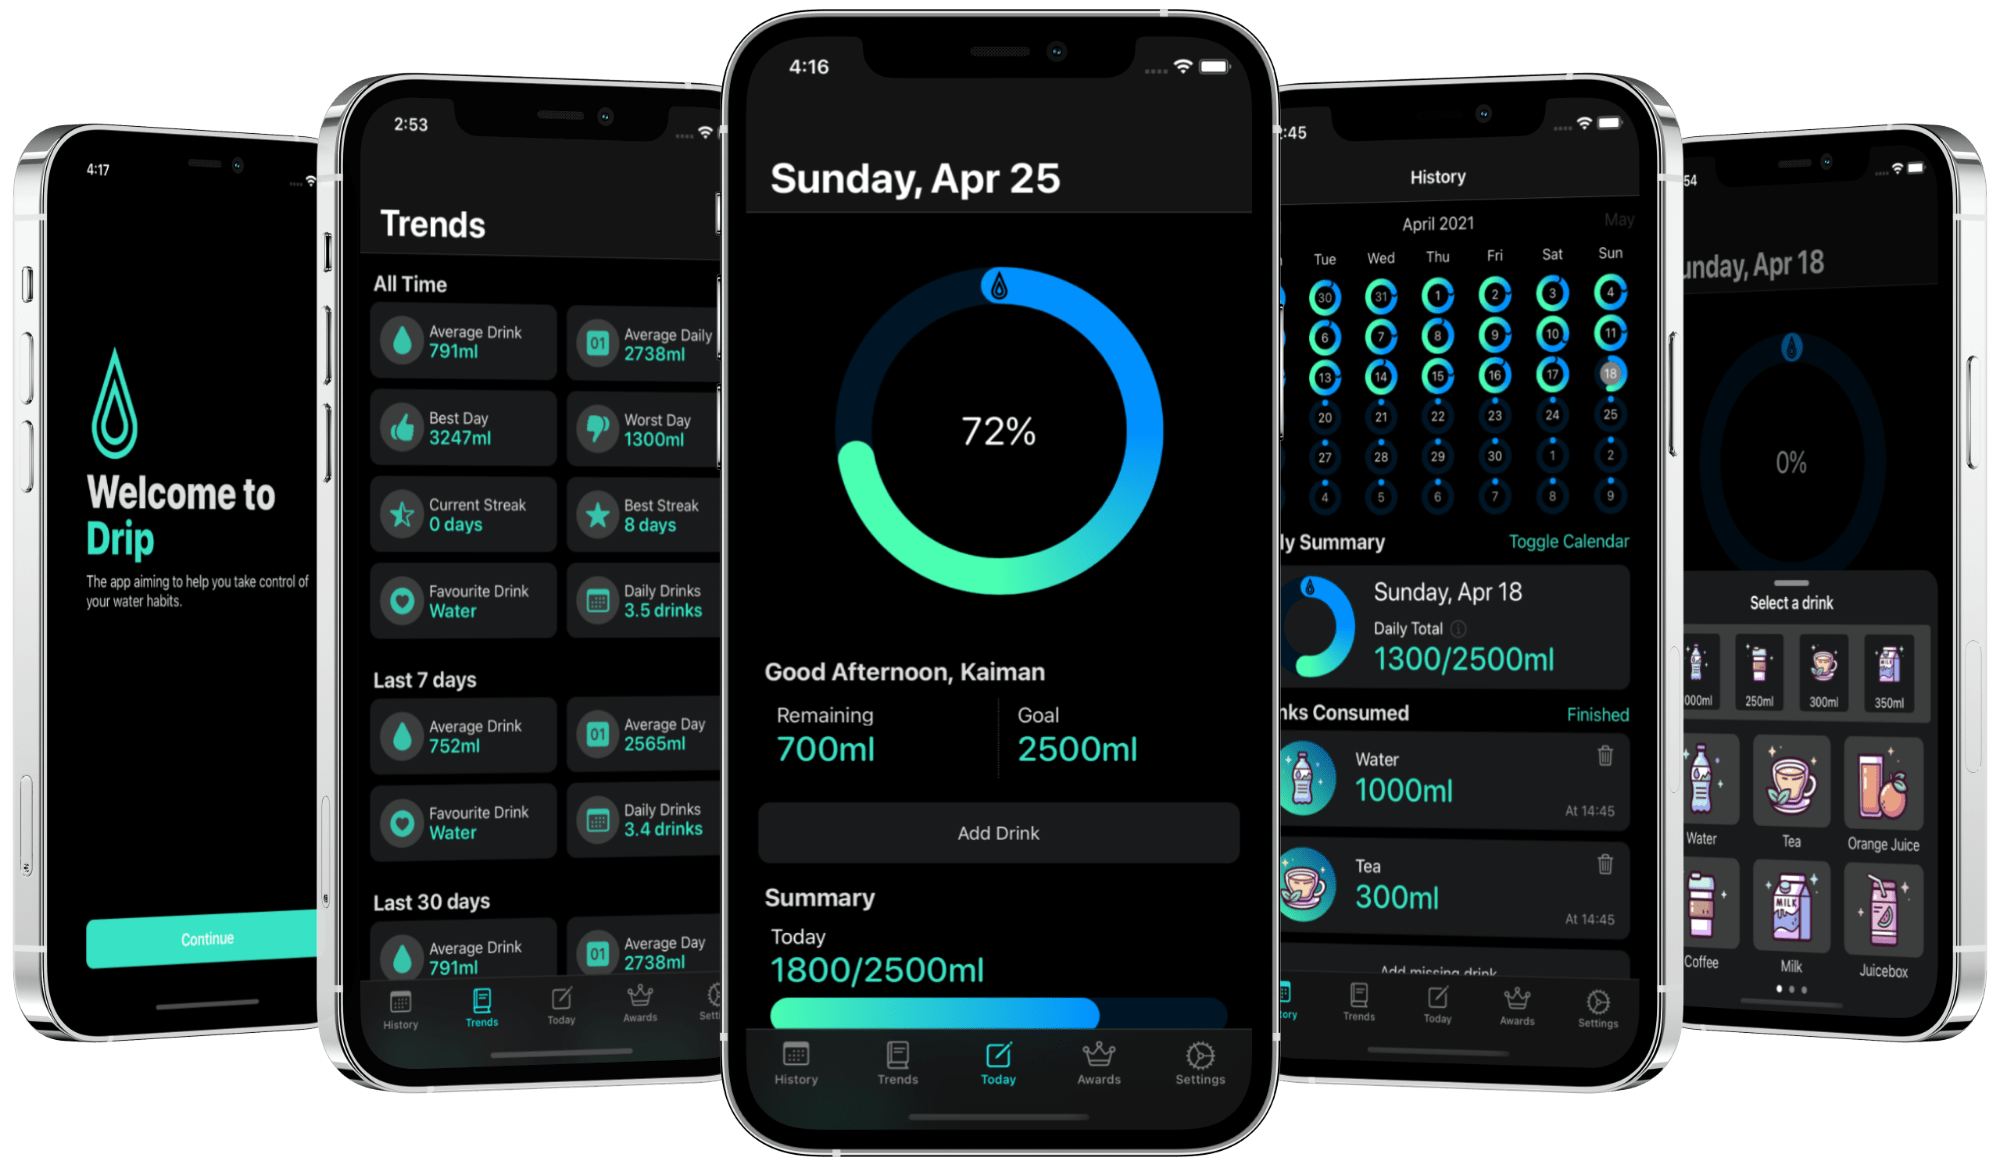 4:17
Welcome to
Drip
The app aiming to help you take control of
your water habits.
Continue
2:53
Trends
All Time
Average Drink
791ml
01
Average Daily
2738ml
Best Day
3247ml
Worst Day
1300ml
Current Streak
0 days
Best Streak
8 days
Favourite Drink
Water
Daily Drinks
3.5 drinks
Last 7 days
Average Drink
752ml
01
Average Day
2565ml
Favourite Drink
Water
Daily Drinks
3.4 drinks
Last 30 days
Average Drink
791ml
01
Average Day
2738ml
History
Trends
Today
Awards
Setti
4:16
Sunday, Apr 25
72%
Good Afternoon, Kaiman
Remaining
700ml
Goal
2500ml
Add Drink
Summary
Today
1800/2500ml
History
Trends
Today
Awards
Settings
:45
History
April 2021
May
Tue Wed Thu Fri Sat Sun
30 31 1 2 3 4
6 7 8 9 10 11
13 14 15 16 17 18
20 21 22 23 24 25
27 28 29 30 1 2
4 5 6 7 8 9
ly Summary
Toggle Calendar
Sunday, Apr 18
Daily Total
1300/2500ml
nks Consumed
Finished
Water
1000ml
At 14:45
Tea
300ml
At 14:45
Add missing drink
tory
Trends
Today
Awards
Settings
54
unday, Apr 18
0%
Select a drink
000ml
250ml
300ml
MILK
350ml
Water
Tea
Orange Juice
Coffee
MILK
Milk
Juicebox